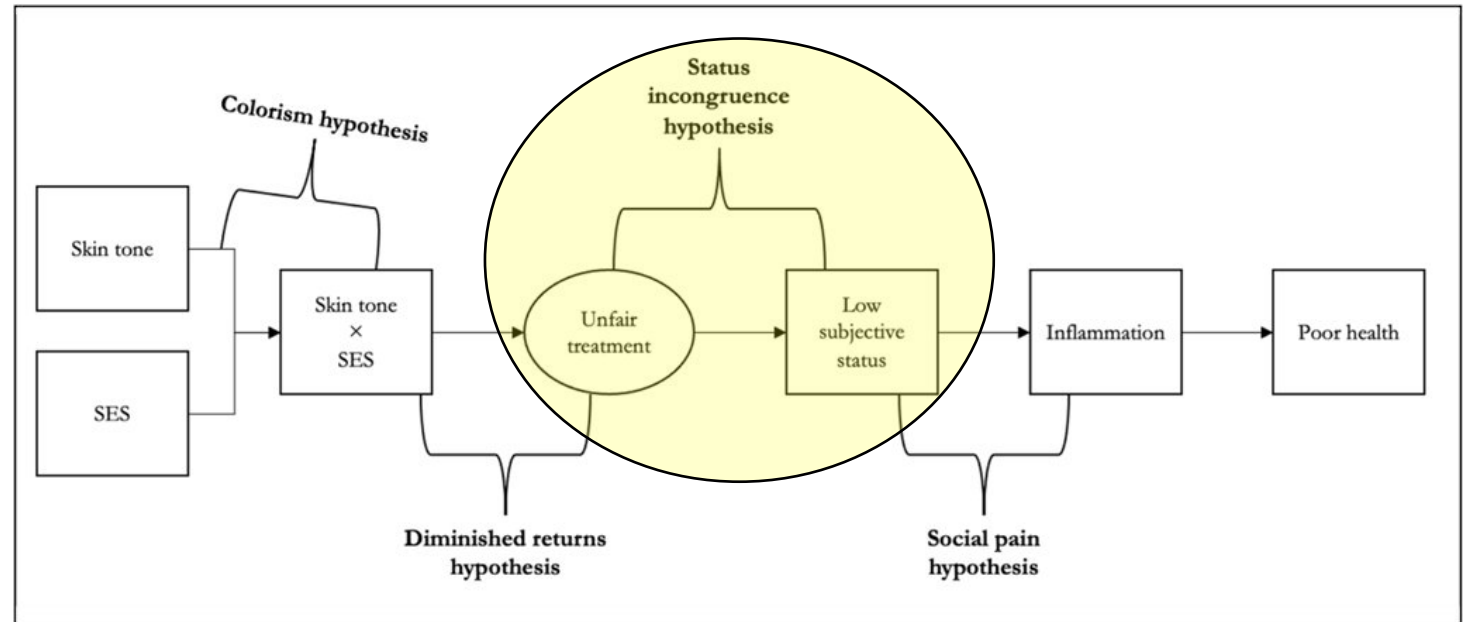 Status
incongruence
hypothesis
Colorism hypothesis
Skin tone
SES
Skin tone
×
SES
Unfair
treatment
Low
subjective
status
Inflammation
Poor health
Diminished returns
hypothesis
Social pain
hypothesis